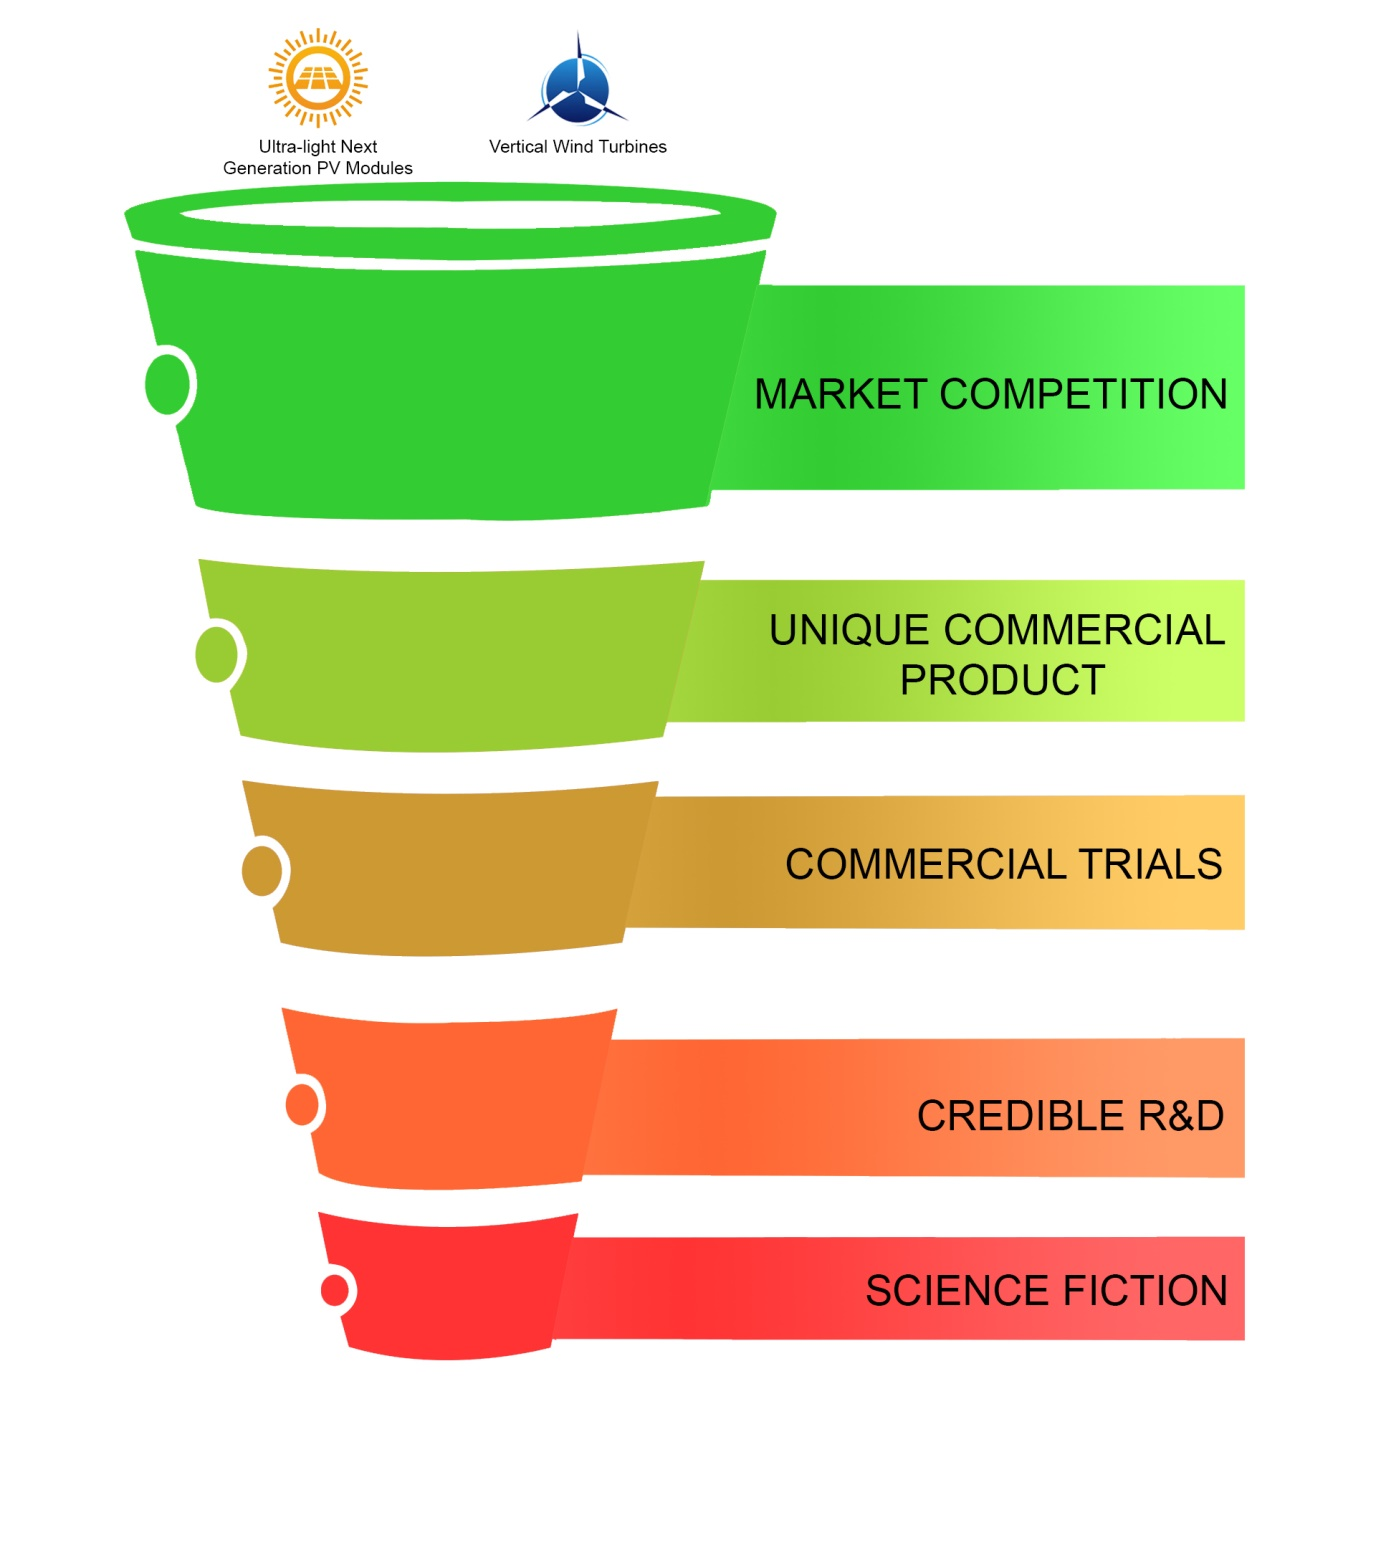 Ultra-light Next
Generation PV Modules
Vertical Wind Turbines
MARKET COMPETITION
UNIQUE COMMERCIAL
PRODUCT
COMMERCIAL TRIALS
CREDIBLE R&D
SCIENCE FICTION